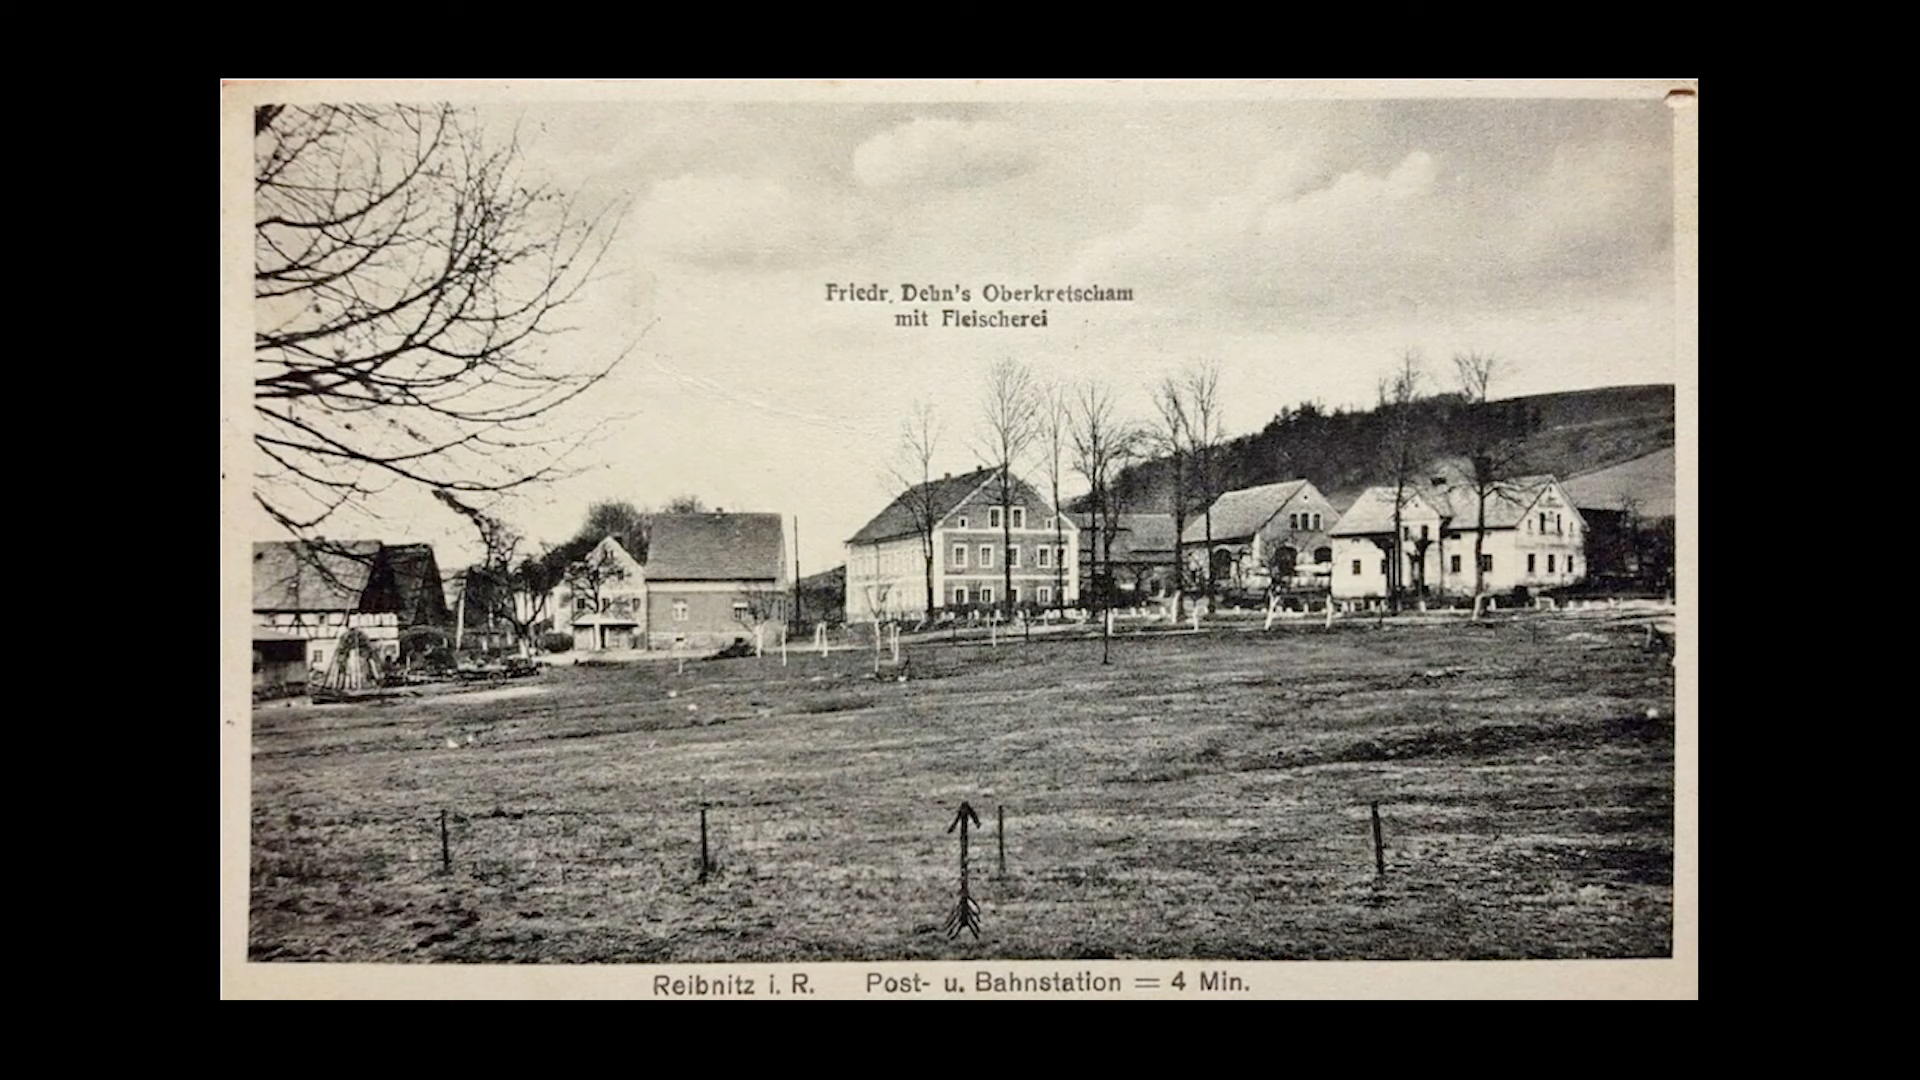 Friedr. Dehn's Oberkretscham
mit Fleischerei
Reibnitz i. R. Post- u. Bahnstation = 4 Min.